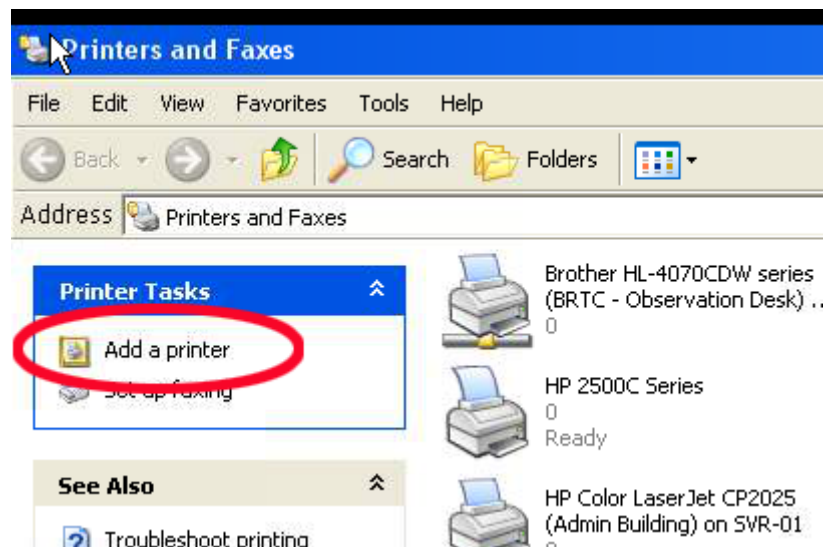 Printers and Faxes
File Edit View Favorites Tools Help
Back Search Folders
Address Printers and Faxes
Printer Tasks
Add a printer
Set up faxing
See Also
Troubleshoot printing
Brother HL-4070CDW series
(BRTC - Observation Desk) ..
0
HP 2500C Series
0
Ready
HP Color LaserJet CP2025
(Admin Building) on SVR-01
0